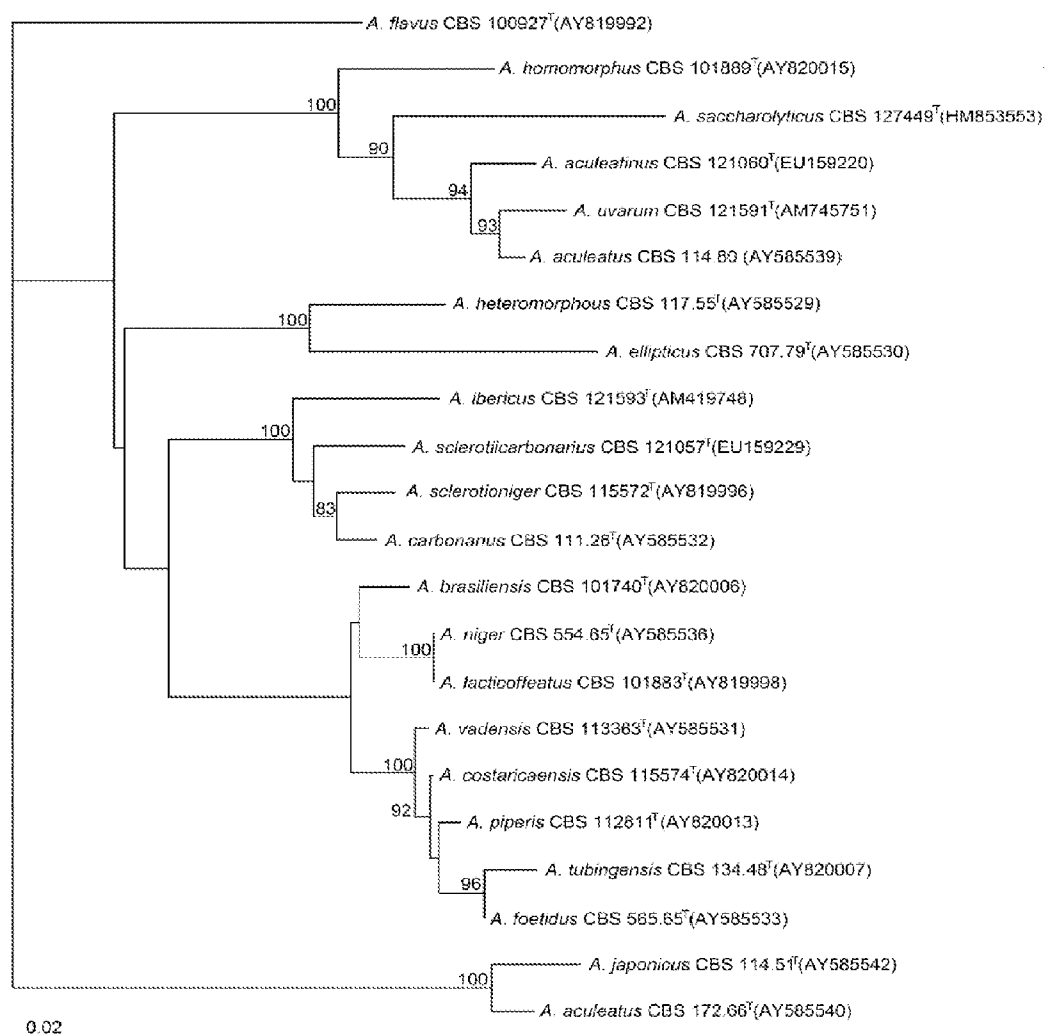 A. flavus CBS 100927T(AY819992)
A. homomorphus CBS 101889T(AY820015)
100
A. saccharolyticus CBS 127449T(HM853553)
90
A. aculeatinus CBS 121060T(EU159220)
94
A. uvarum CBS 121591T(AM745751)
93
A. aculeatus CBS 114.80 (AY585539)
A. heteromorphous CBS 117.55T(AY585529)
100
A. ellipticus CBS 707.79T(AY585530)
A. ibericus CBS 121593T(AM419748)
100
A. sclerotiicarbonarius CBS 121057T(EU159229)
A. sclerotioniger CBS 115572T(AY819996)
83
A. carbonarius CBS 111.26T(AY585532)
A. brasiliensis CBS 101740T(AY820006)
A. niger CBS 554.65T(AY585536)
100
A. lacticoffeatus CBS 101883T(AY819998)
A. vadensis CBS 113363T(AY585531)
100
A. costaricaensis CBS 115574T(AY820014)
92
A. piperis CBS 112811T(AY820013)
A. tubingensis CBS 134.48T(AY820007)
96
A. foetidus CBS 565.65T(AY585533)
A. japonicus CBS 114.51T(AY585542)
100
A. aculeatus CBS 172.66T(AY585540)
0.02